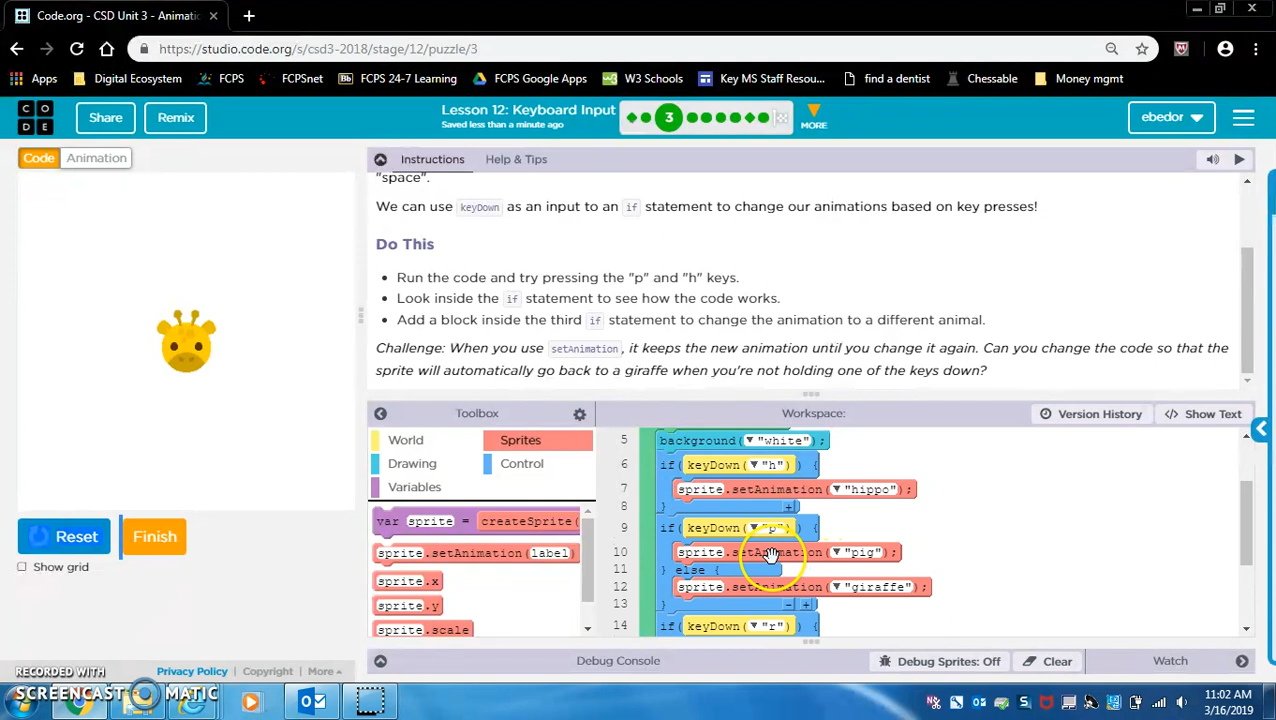 Code.org - CSD Unit 3 - Animatio
https://studio.code.org/s/csd3-2018/stage/12/puzzle/3
Apps Digital Ecosystem FCPS FCPSnet Bb FCPS 24-7 Learning FCPS Google Apps W3 Schools Key MS Staff Resou... find a dentist Chessable Money mgmt
C O
D E
Share
Remix
Lesson 12: Keyboard Input
Saved less than a minute ago
3
MORE
ebedor
Code Animation
Instructions Help & Tips
"space".
We can use keyDown as an input to an if statement to change our animations based on key presses!
Do This
Run the code and try pressing the "p" and "h" keys.
Look inside the if statement to see how the code works.
Add a block inside the third if statement to change the animation to a different animal.
Challenge: When you use setAnimation, it keeps the new animation until you change it again. Can you change the code so that the
sprite will automatically go back to a giraffe when you're not holding one of the keys down?
Toolbox
Workspace:
Version History
Show Text
World
Sprites
Drawing
Control
Variables
var sprite = createSprite(
sprite.setAnimation(label)
sprite.x
sprite.y
sprite.scale
5 background("white");
6 if(keyDown("h")) {
7 sprite.setAnimation("hippo");
8 } +
9 if(keyDown("p")) {
10 sprite.setAnimation("pig");
11 } else {
12 sprite.setAnimation("giraffe");
13 } - +
14 if(keyDown("r")) {
Reset
Finish
Show grid
Debug Console
Debug Sprites: Off
Clear
Watch
Privacy Policy | Copyright | More
RECORDED WITH
SCREENCAST MATIC
11:02 AM
3/16/2019